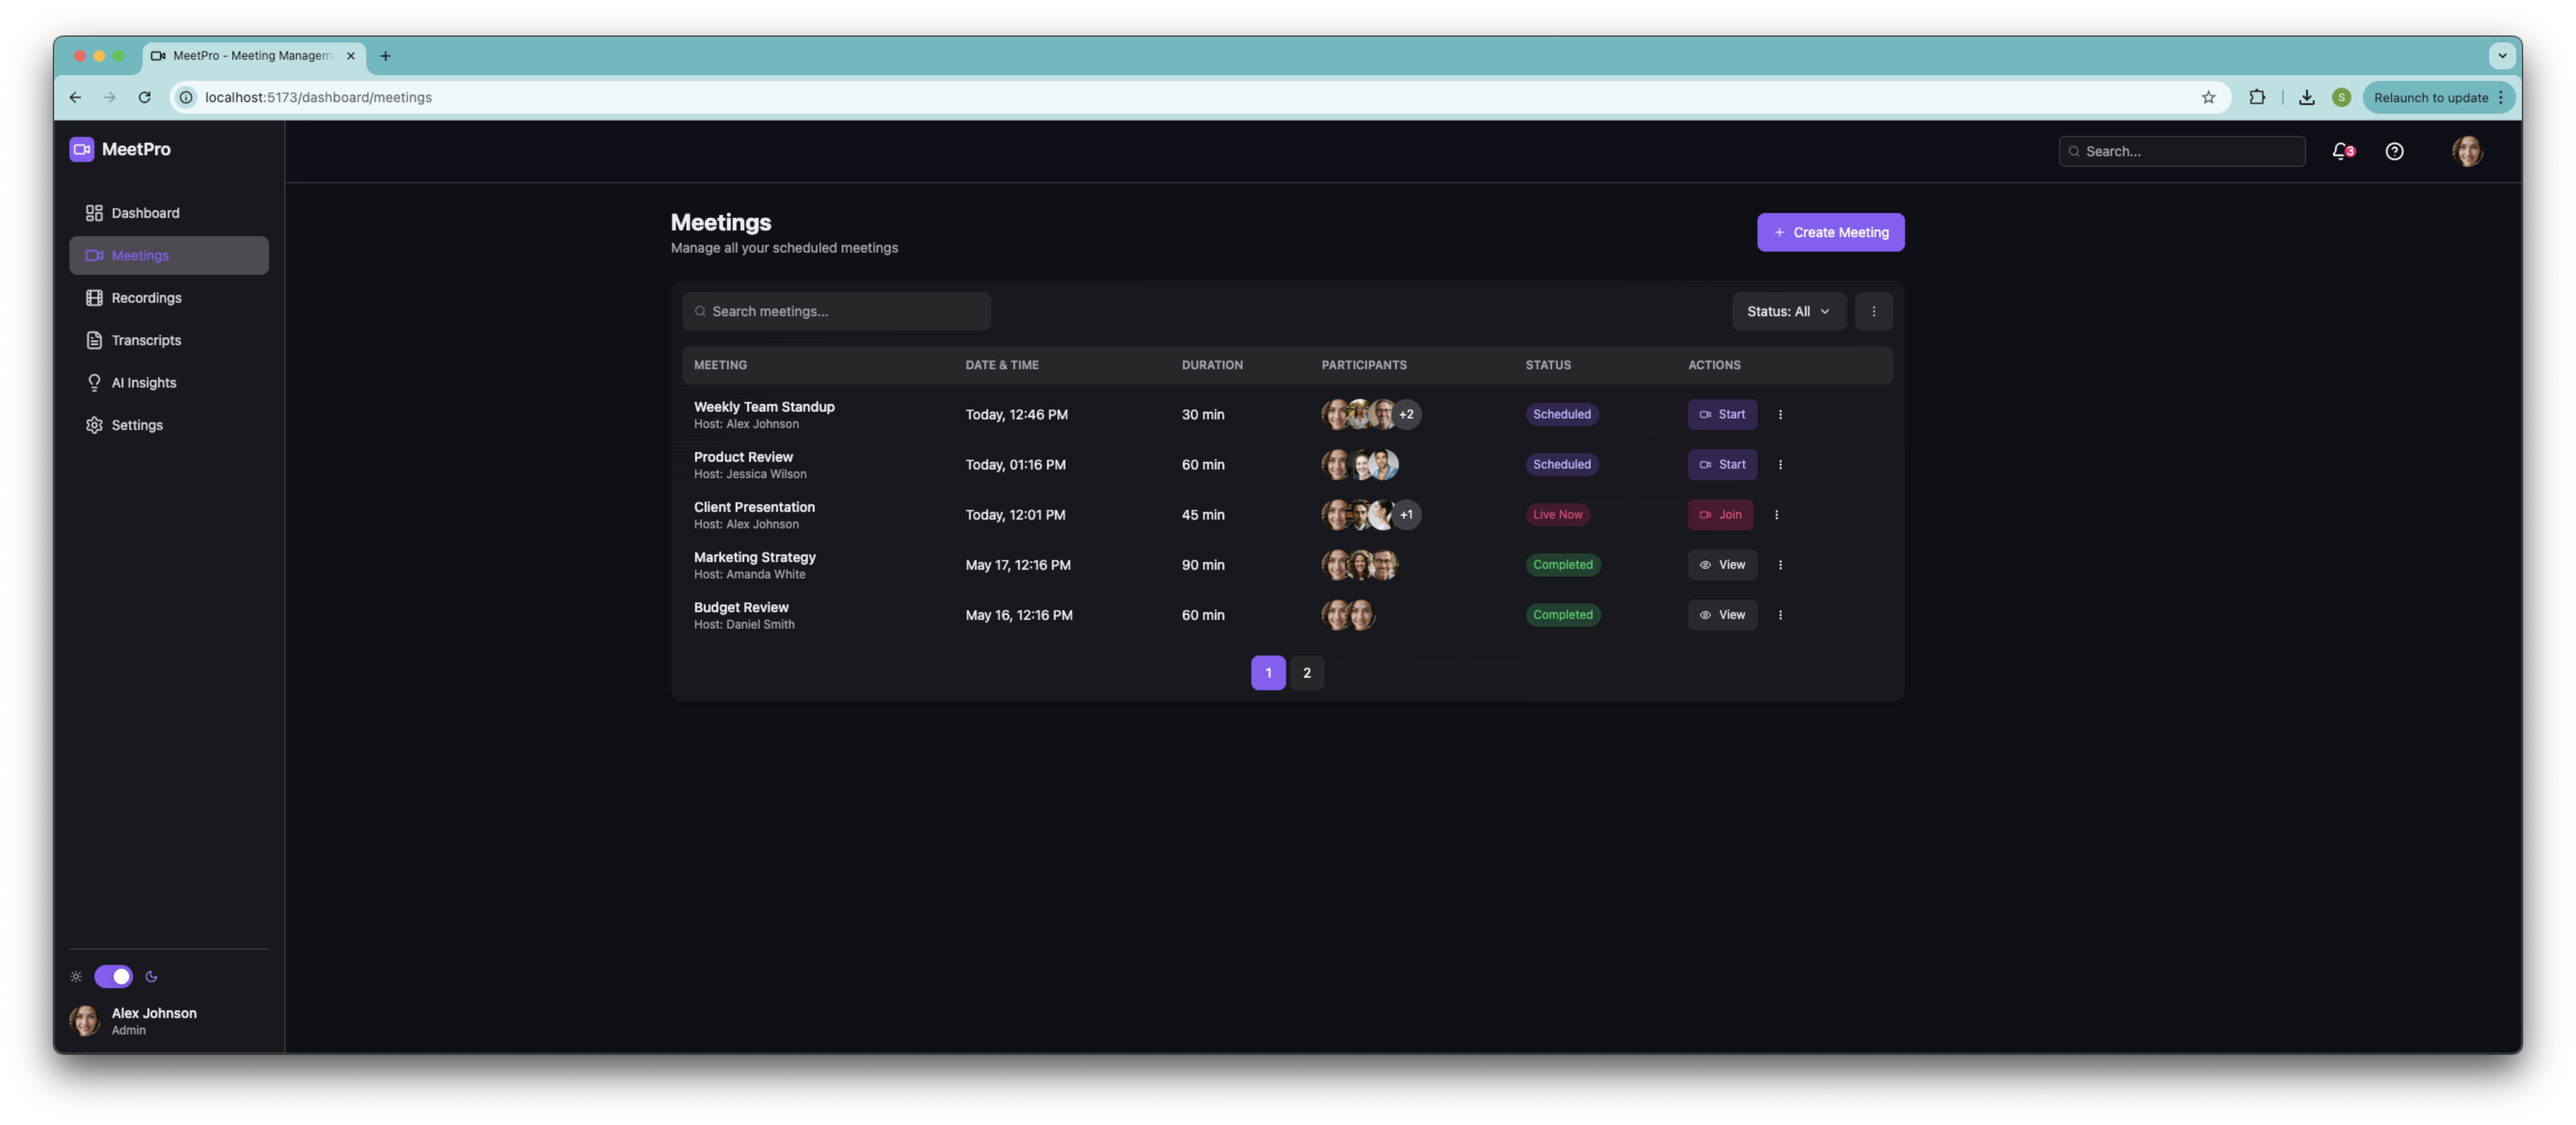 MeetPro - Meeting Managem
localhost:5173/dashboard/meetings
S
Relaunch to update
MeetPro
Search...
3
Dashboard
Meetings
Recordings
Transcripts
AI Insights
Settings
Meetings
Manage all your scheduled meetings
+ Create Meeting
Search meetings...
Status: All
MEETING DATE & TIME DURATION PARTICIPANTS STATUS ACTIONS
Weekly Team Standup
Host: Alex Johnson
Today, 12:46 PM 30 min +2 Scheduled Start
Product Review
Host: Jessica Wilson
Today, 01:16 PM 60 min Scheduled Start
Client Presentation
Host: Alex Johnson
Today, 12:01 PM 45 min +1 Live Now Join
Marketing Strategy
Host: Amanda White
May 17, 12:16 PM 90 min Completed View
Budget Review
Host: Daniel Smith
May 16, 12:16 PM 60 min Completed View
1 2
Alex Johnson
Admin